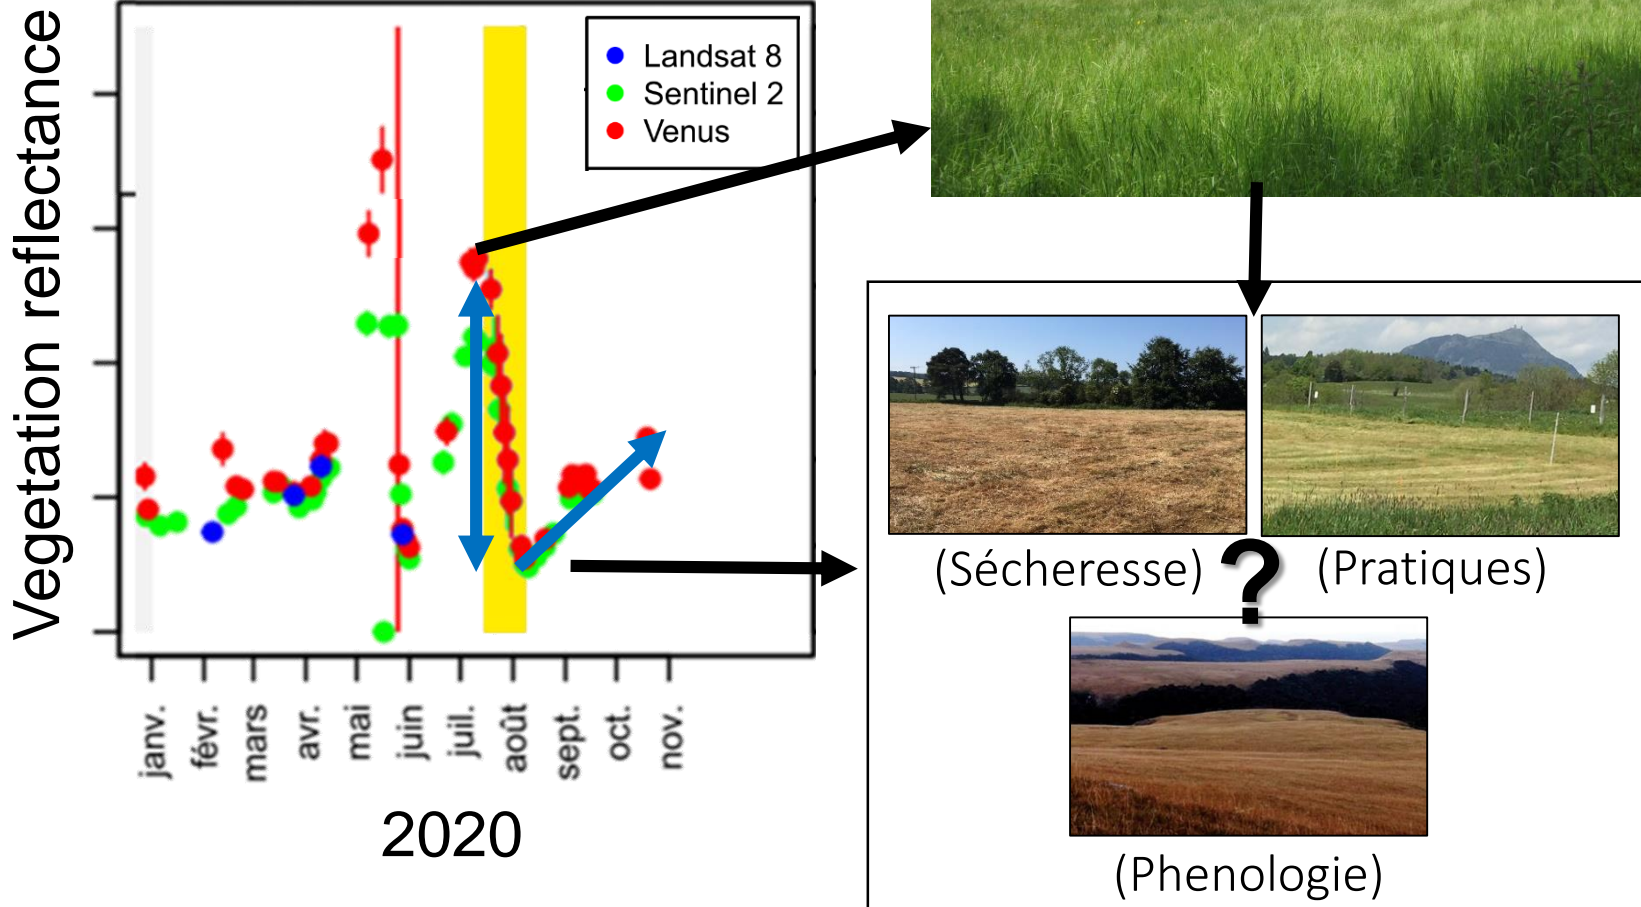 Vegetation reflectance
Landsat 8
Sentinel 2
Venus
janv.
févr.
mars
avr.
mai
juin
juil.
août
sept.
oct.
nov.
2020
(Sécheresse)
?
(Pratiques)
(Phenologie)